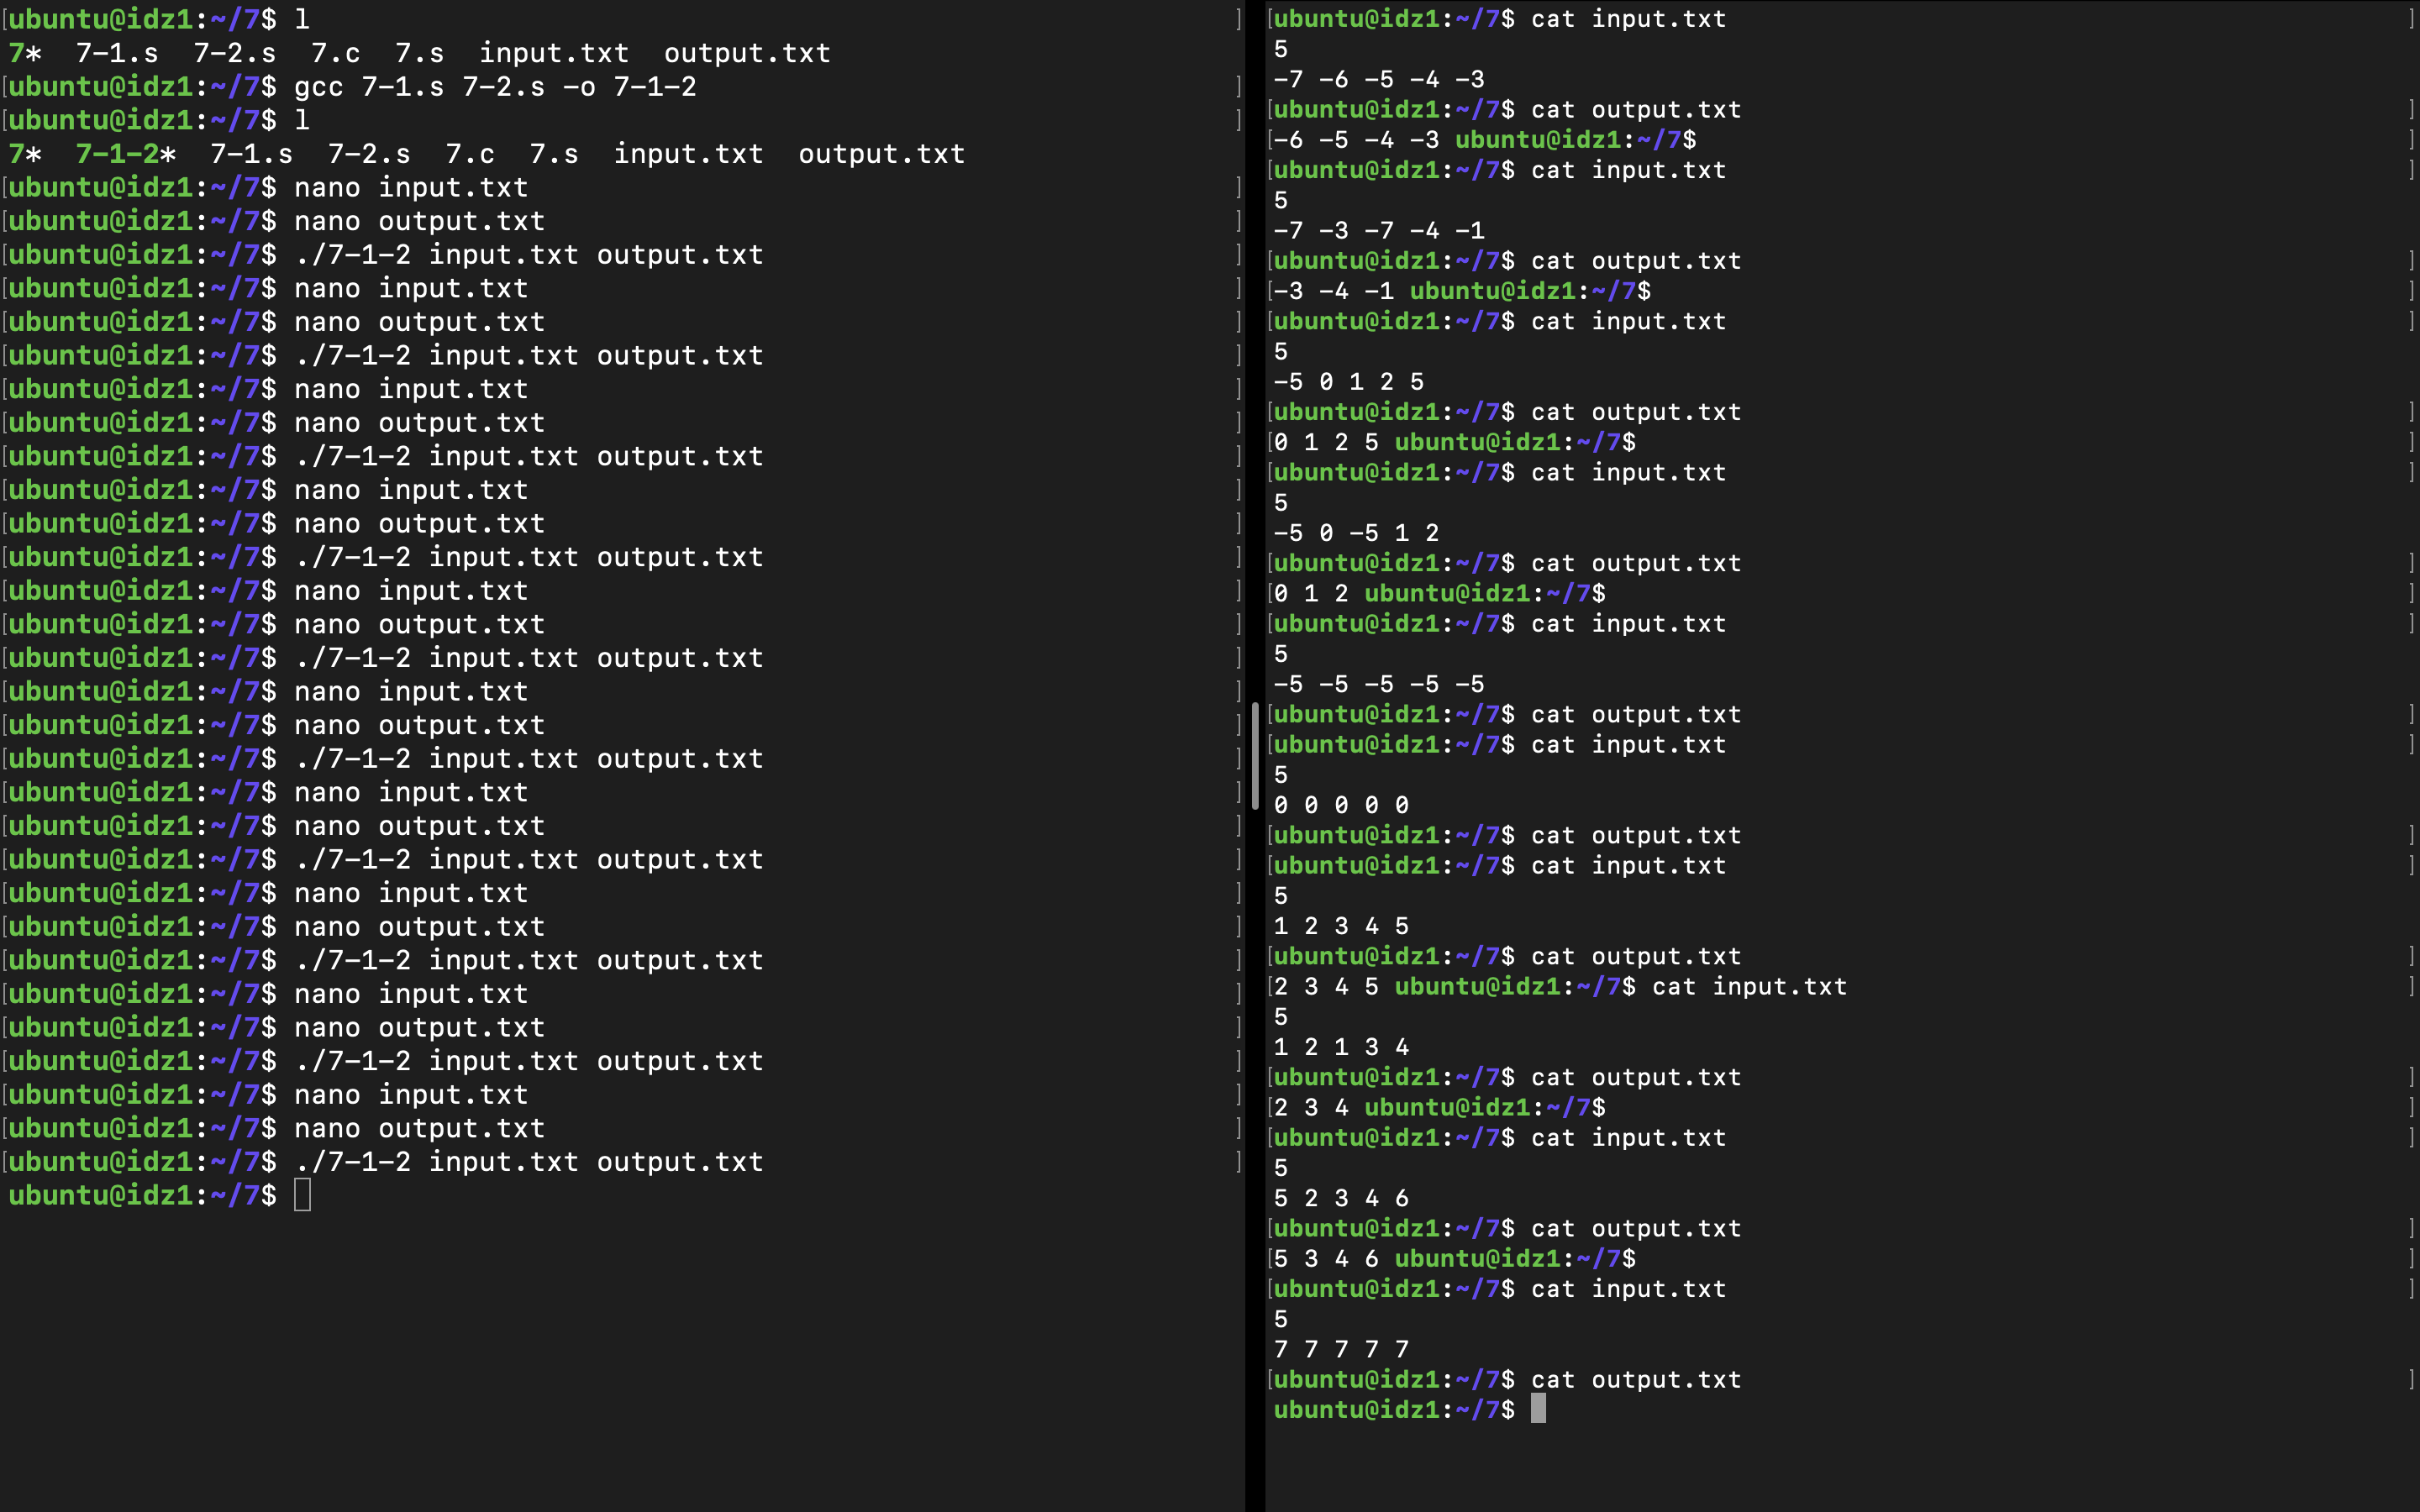 [ubuntu@idz1:~/7$ l ]
7*  7-1.s  7-2.s  7.c  7.s  input.txt  output.txt
[ubuntu@idz1:~/7$ gcc 7-1.s 7-2.s -o 7-1-2 ]
[ubuntu@idz1:~/7$ l ]
7*  7-1-2*  7-1.s  7-2.s  7.c  7.s  input.txt  output.txt
[ubuntu@idz1:~/7$ nano input.txt ]
[ubuntu@idz1:~/7$ nano output.txt ]
[ubuntu@idz1:~/7$ ./7-1-2 input.txt output.txt ]
[ubuntu@idz1:~/7$ nano input.txt ]
[ubuntu@idz1:~/7$ nano output.txt ]
[ubuntu@idz1:~/7$ ./7-1-2 input.txt output.txt ]
[ubuntu@idz1:~/7$ nano input.txt ]
[ubuntu@idz1:~/7$ nano output.txt ]
[ubuntu@idz1:~/7$ ./7-1-2 input.txt output.txt ]
[ubuntu@idz1:~/7$ nano input.txt ]
[ubuntu@idz1:~/7$ nano output.txt ]
[ubuntu@idz1:~/7$ ./7-1-2 input.txt output.txt ]
[ubuntu@idz1:~/7$ nano input.txt ]
[ubuntu@idz1:~/7$ nano output.txt ]
[ubuntu@idz1:~/7$ ./7-1-2 input.txt output.txt ]
[ubuntu@idz1:~/7$ nano input.txt ]
[ubuntu@idz1:~/7$ nano output.txt ]
[ubuntu@idz1:~/7$ ./7-1-2 input.txt output.txt ]
[ubuntu@idz1:~/7$ nano input.txt ]
[ubuntu@idz1:~/7$ nano output.txt ]
[ubuntu@idz1:~/7$ ./7-1-2 input.txt output.txt ]
[ubuntu@idz1:~/7$ nano input.txt ]
[ubuntu@idz1:~/7$ nano output.txt ]
[ubuntu@idz1:~/7$ ./7-1-2 input.txt output.txt ]
[ubuntu@idz1:~/7$ nano input.txt ]
[ubuntu@idz1:~/7$ nano output.txt ]
[ubuntu@idz1:~/7$ ./7-1-2 input.txt output.txt ]
[ubuntu@idz1:~/7$ nano input.txt ]
[ubuntu@idz1:~/7$ nano output.txt ]
[ubuntu@idz1:~/7$ ./7-1-2 input.txt output.txt ]
ubuntu@idz1:~/7$
[ubuntu@idz1:~/7$ cat input.txt ]
5
-7 -6 -5 -4 -3
[ubuntu@idz1:~/7$ cat output.txt ]
[-6 -5 -4 -3 ubuntu@idz1:~/7$ ]
[ubuntu@idz1:~/7$ cat input.txt ]
5
-7 -3 -7 -4 -1
[ubuntu@idz1:~/7$ cat output.txt ]
[-3 -4 -1 ubuntu@idz1:~/7$ ]
[ubuntu@idz1:~/7$ cat input.txt ]
5
-5 0 1 2 5
[ubuntu@idz1:~/7$ cat output.txt ]
[0 1 2 5 ubuntu@idz1:~/7$ ]
[ubuntu@idz1:~/7$ cat input.txt ]
5
-5 0 -5 1 2
[ubuntu@idz1:~/7$ cat output.txt ]
[0 1 2 ubuntu@idz1:~/7$ ]
[ubuntu@idz1:~/7$ cat input.txt ]
5
-5 -5 -5 -5 -5
[ubuntu@idz1:~/7$ cat output.txt ]
[ubuntu@idz1:~/7$ cat input.txt ]
5
0 0 0 0 0
[ubuntu@idz1:~/7$ cat output.txt ]
[ubuntu@idz1:~/7$ cat input.txt ]
5
1 2 3 4 5
[ubuntu@idz1:~/7$ cat output.txt ]
[2 3 4 5 ubuntu@idz1:~/7$ cat input.txt ]
5
1 2 1 3 4
[ubuntu@idz1:~/7$ cat output.txt ]
[2 3 4 ubuntu@idz1:~/7$ ]
[ubuntu@idz1:~/7$ cat input.txt ]
5
5 2 3 4 6
[ubuntu@idz1:~/7$ cat output.txt ]
[5 3 4 6 ubuntu@idz1:~/7$ ]
[ubuntu@idz1:~/7$ cat input.txt ]
5
7 7 7 7 7
[ubuntu@idz1:~/7$ cat output.txt ]
ubuntu@idz1:~/7$